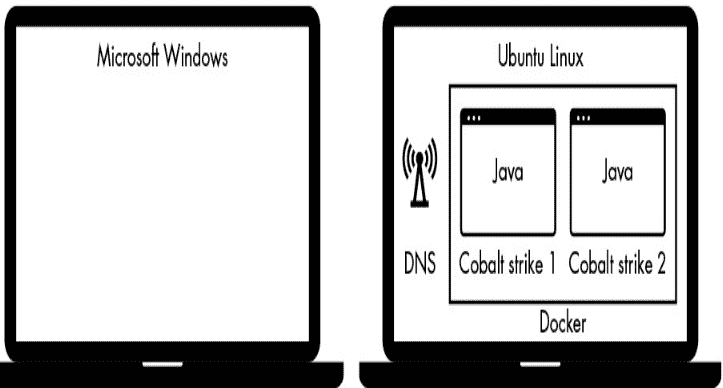 Microsoft Windows
Ubuntu Linux
Java
Java
DNS
Cobalt strike 1
Cobalt strike 2
Docker